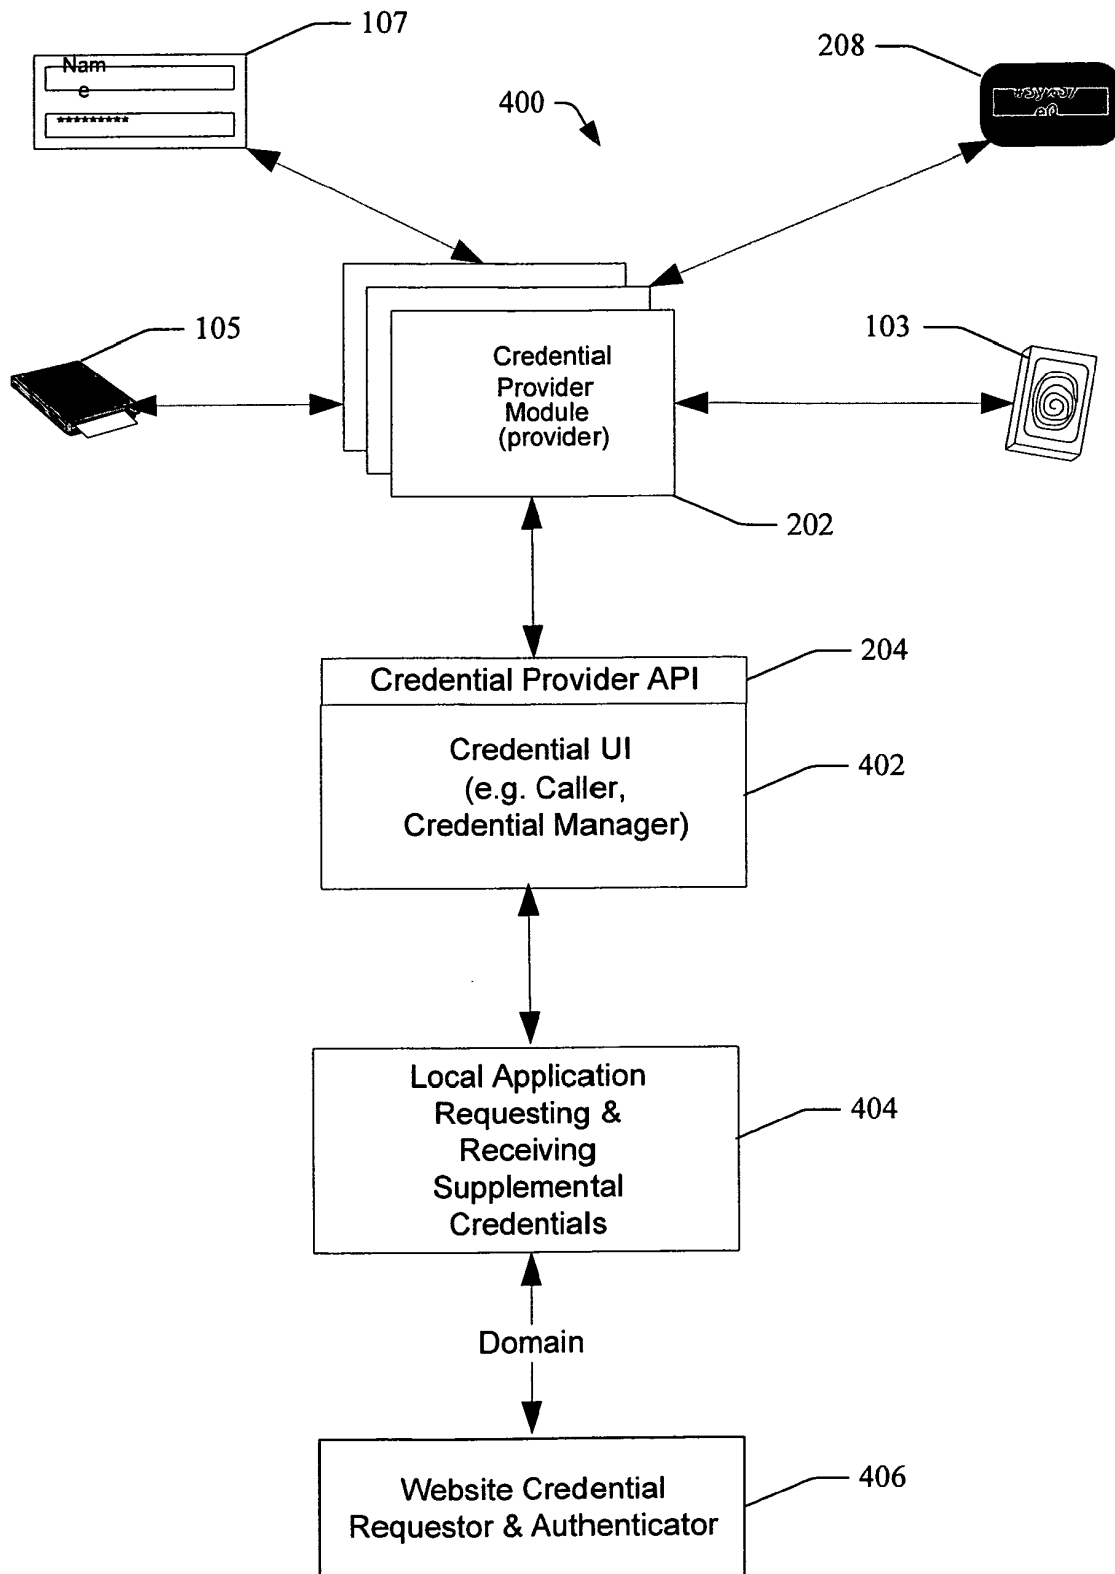 107
Nam
e
*********
208
400
105
103
Credential
Provider
Module
(provider)
202
204
Credential Provider API
Credential UI
(e.g. Caller,
Credential Manager)
402
Local Application
Requesting &
Receiving
Supplemental
Credentials
404
Domain
Website Credential
Requestor & Authenticator
406